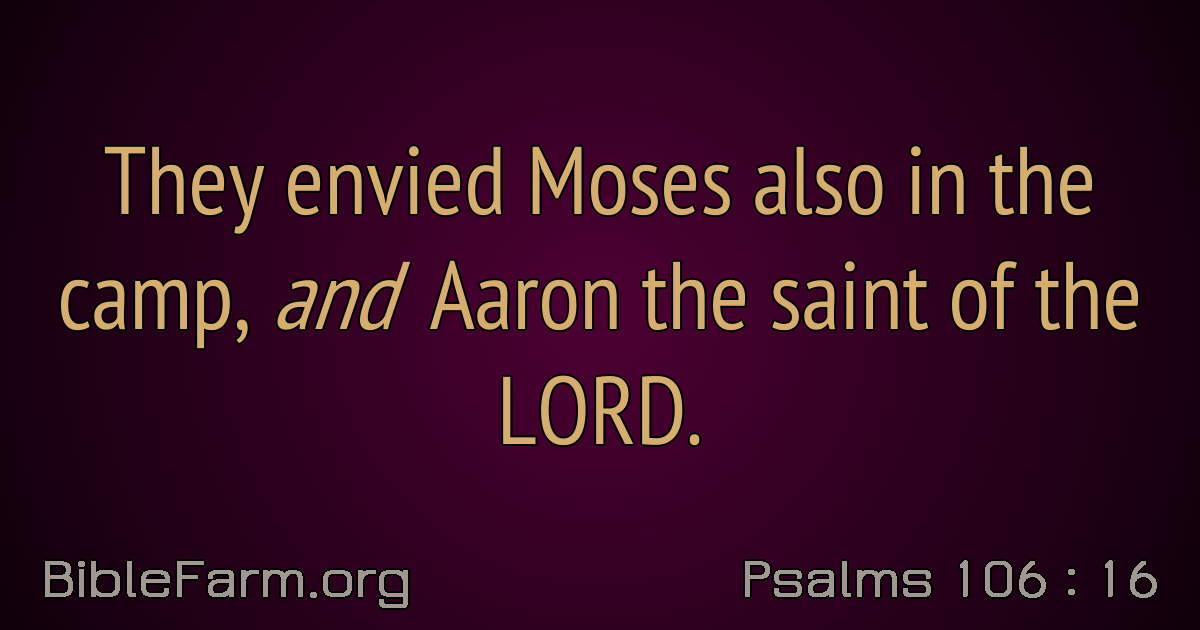 They envied Moses also in the
camp, and Aaron the saint of the
LORD.
BibleFarm.org
Psalms 106 : 16